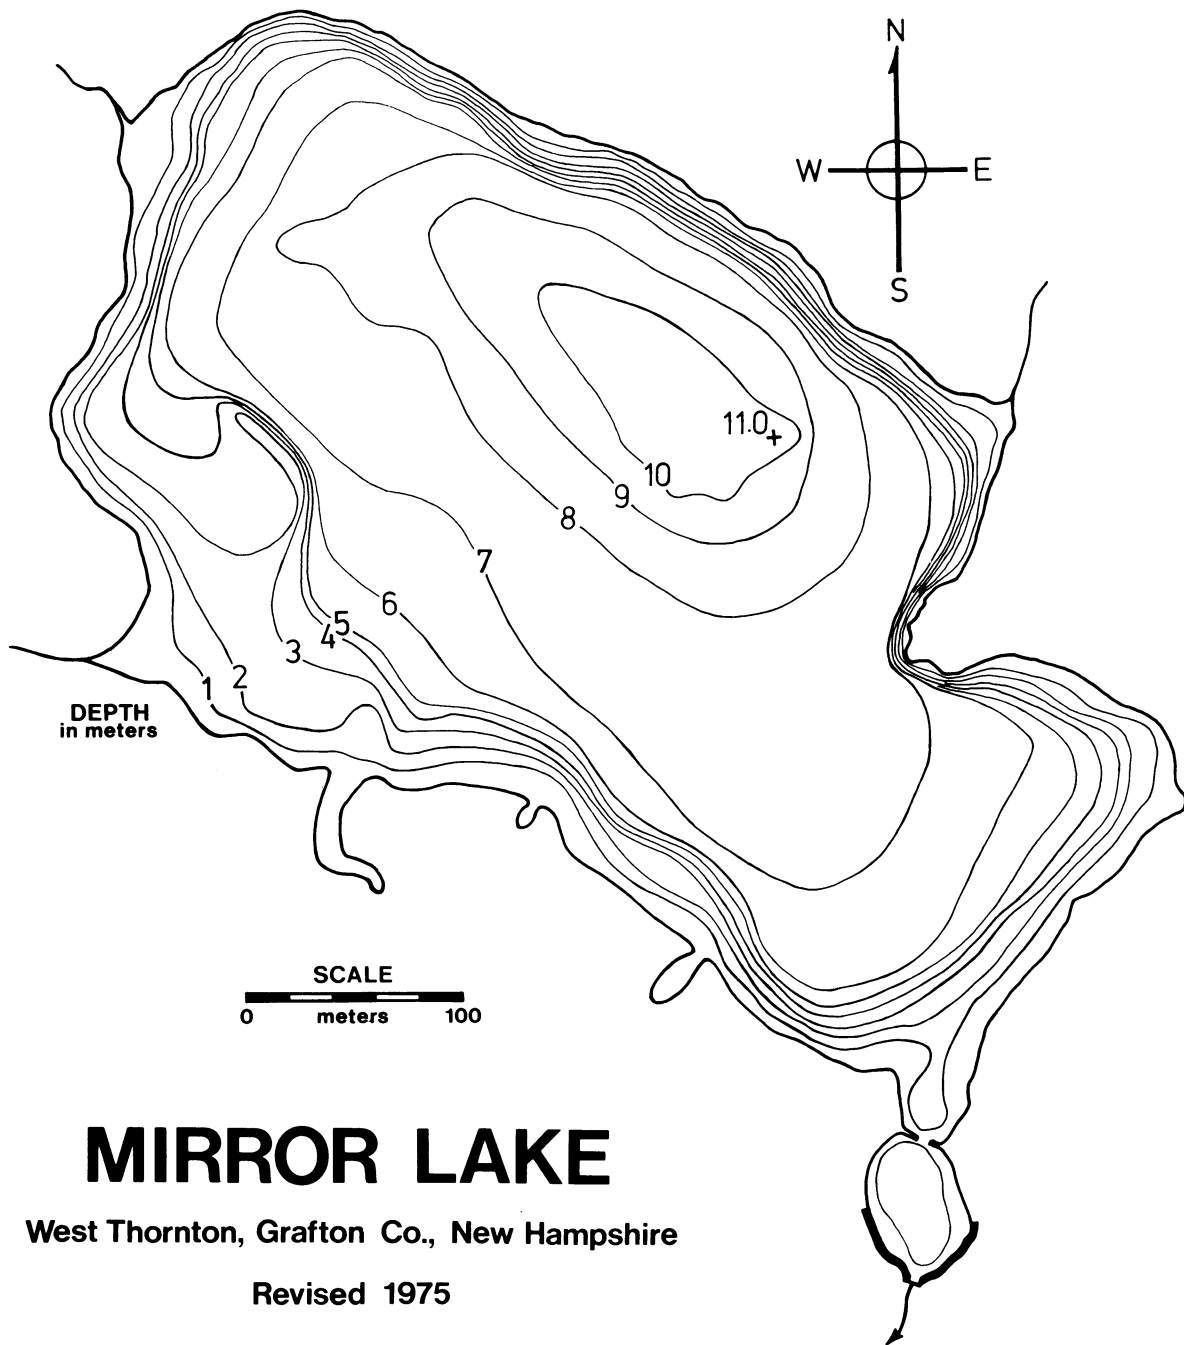 N
W E
S
11.0
10
9
8
7
6
5
4
3
2
1
DEPTH
in meters
SCALE
0 meters 100
MIRROR LAKE
West Thornton, Grafton Co., New Hampshire
Revised 1975